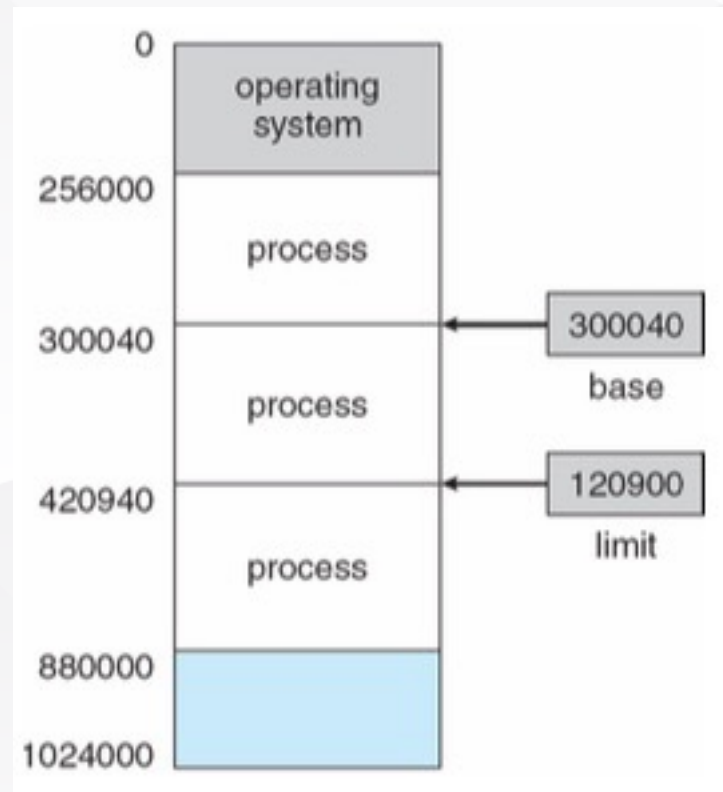 0
operating
system
256000
process
300040
300040
base
process
420940
120900
limit
process
880000
1024000